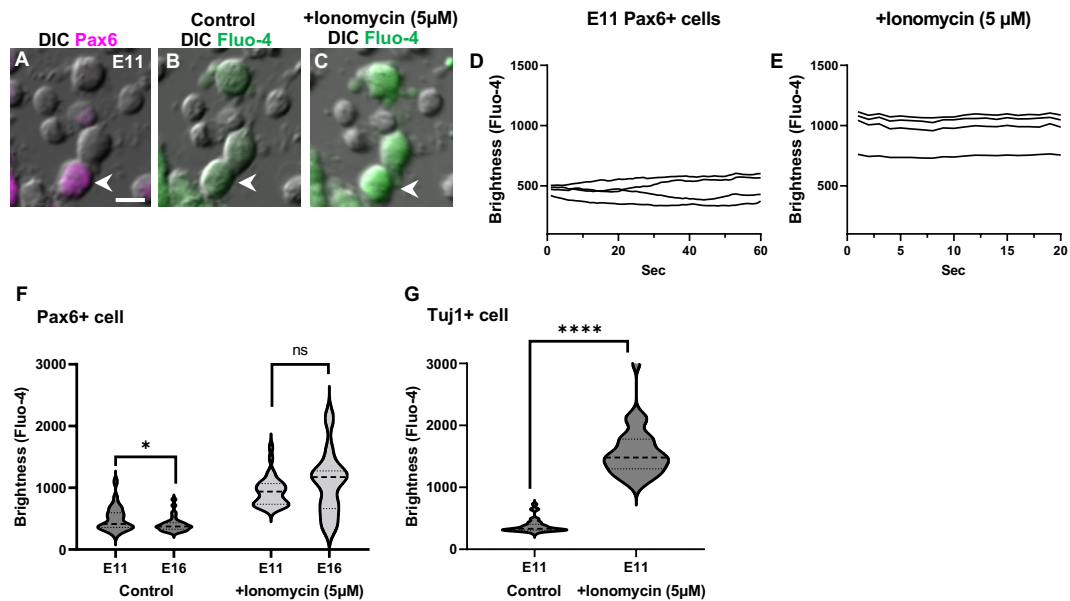 Control
+Ionomycin (5μM)
DIC Pax6
DIC Fluo-4
DIC Fluo-4
A
E11
B
C
E11 Pax6+ cells
+Ionomycin (5 μM)
D
Brightness (Fluo-4)
1500
1000
500
0
20
40
60
Sec
E
Brightness (Fluo-4)
1500
1000
500
0
5
10
15
20
Sec
F
Pax6+ cell
Brightness (Fluo-4)
3000
2000
1000
0
*
ns
E11
E16
E11
E16
Control
+Ionomycin (5μM)
G
Tuj1+ cell
Brightness (Fluo-4)
3000
2000
1000
0
****
E11
E11
Control
+Ionomycin (5μM)